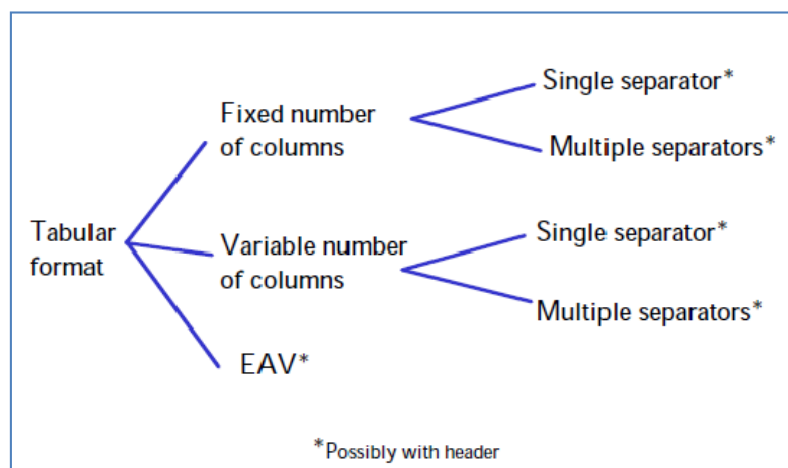 Single separator*
Fixed number
of columns
Multiple separators*
Tabular
format
Variable number
of columns
Single separator*
Multiple separators*
EAV*
*Possibly with header